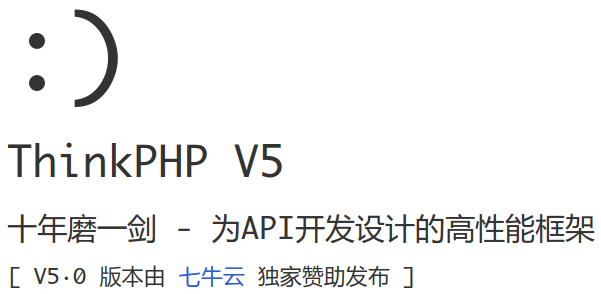 :)
ThinkPHP V5
十年磨一剑 - 为API开发设计的高性能框架
[ V5.0 版本由 七牛云 独家赞助发布 ]